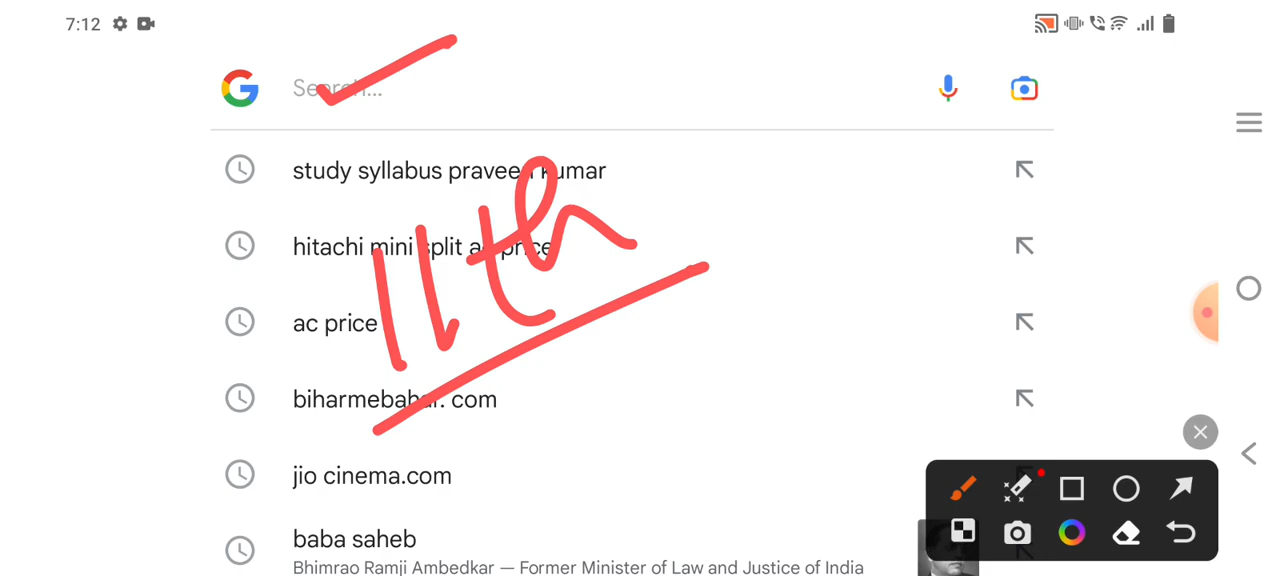 7:12
Search...
study syllabus praveen kumar
hitachi mini split ac price
11th
ac price
biharmebahar. com
jio cinema.com
baba saheb
Bhimrao Ramji Ambedkar — Former Minister of Law and Justice of India